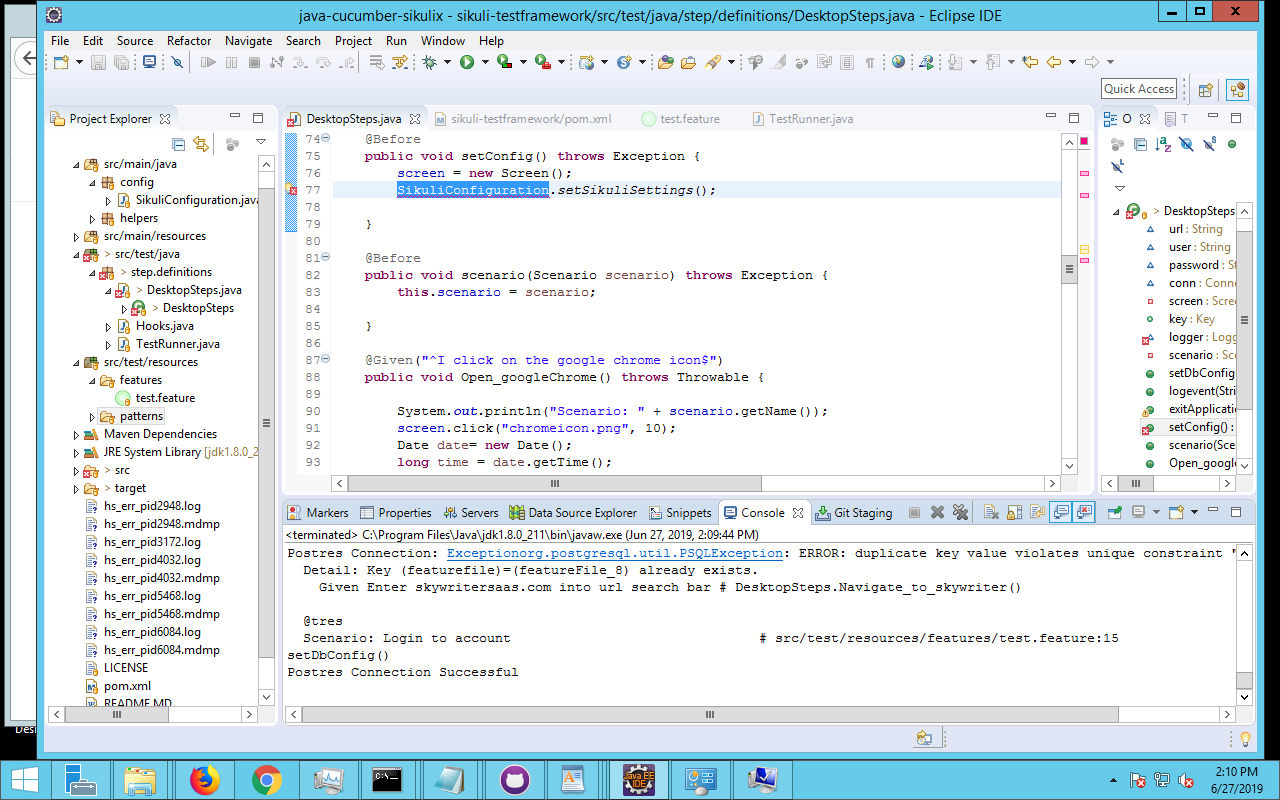 java-cucumber-sikulix - sikuli-testframework/src/test/java/step/definitions/DesktopSteps.java - Eclipse IDE
File Edit Source Refactor Navigate Search Project Run Window Help
Quick Access
Project Explorer
src/main/java
config
SikuliConfiguration.java
helpers
src/main/resources
> src/test/java
> step.definitions
> DesktopSteps.java
> DesktopSteps
Hooks.java
TestRunner.java
src/test/resources
features
test.feature
patterns
Maven Dependencies
JRE System Library [jdk1.8.0_2
> src
> target
hs_err_pid2948.log
hs_err_pid2948.mdmp
hs_err_pid3172.log
hs_err_pid4032.log
hs_err_pid4032.mdmp
hs_err_pid5468.log
hs_err_pid5468.mdmp
hs_err_pid6084.log
hs_err_pid6084.mdmp
LICENSE
pom.xml
README.MD
DesktopSteps.java sikuli-testframework/pom.xml test.feature TestRunner.java
74 @Before
75 public void setConfig() throws Exception {
76 screen = new Screen();
77 SikuliConfiguration.setSikuliSettings();
78
79 }
80
81 @Before
82 public void scenario(Scenario scenario) throws Exception {
83 this.scenario = scenario;
84
85 }
86
87 @Given("^I click on the google chrome icon$")
88 public void Open_googleChrome() throws Throwable {
89
90 System.out.println("Scenario: " + scenario.getName());
91 screen.click("chromeicon.png", 10);
92 Date date= new Date();
93 long time = date.getTime();
O T
> DesktopSteps
url : String
user : String
password : St
conn : Conne
screen : Scree
key : Key
logger : Logg
scenario : Sce
setDbConfig
logevent(Stri
exitApplicati
setConfig() :
scenario(Sce
Open_google
Markers Properties Servers Data Source Explorer Snippets Console Git Staging
<terminated> C:\Program Files\Java\jdk1.8.0_211\bin\javaw.exe (Jun 27, 2019, 2:09:44 PM)
Postres Connection: Exceptionorg.postgresql.util.PSQLException: ERROR: duplicate key value violates unique constraint "
Detail: Key (featurefile)=(featureFile_8) already exists.
Given Enter skywritersaas.com into url search bar # DesktopSteps.Navigate_to_skywriter()
@tres
Scenario: Login to account # src/test/resources/features/test.feature:15
setDbConfig()
Postres Connection Successful
Desk
Java EE
IDE
2:10 PM
6/27/2019